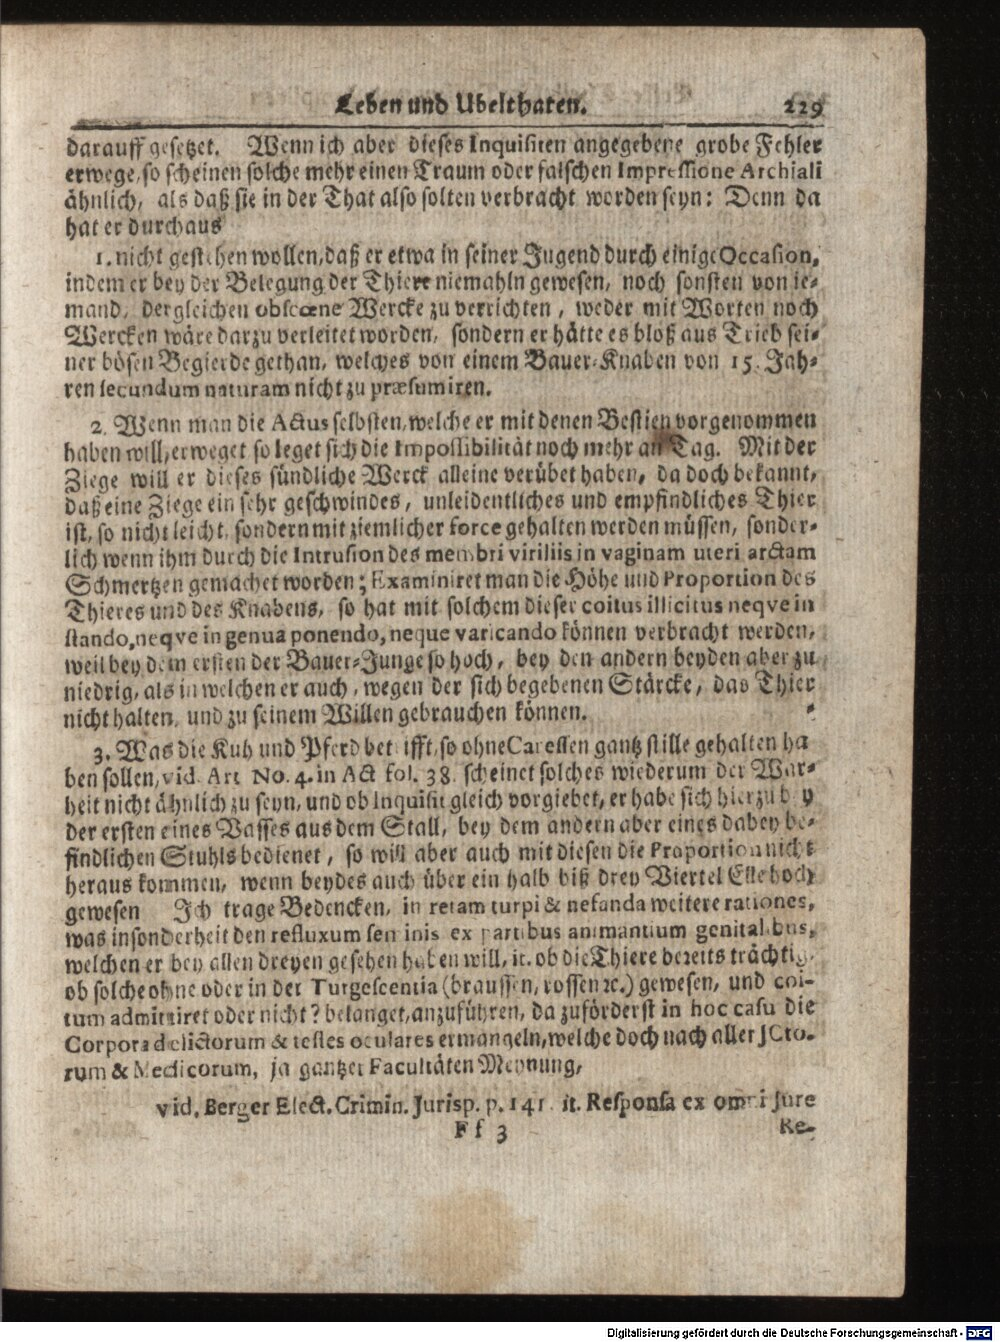 Leben und Ubelthaten. 229
darauff gesetzet. Wenn ich aber dieses Inquisiten angegebene grobe Fehler
erwege, so scheinen solche mehr einen Traum oder falschen Impressione Archiali
ähnlich, als daß sie in der That also solten verbracht worden seyn: Denn da
hat er durchaus
1. nicht gestehen wollen, daß er etwa in seiner Jugend durch einige Occasion,
indem er bey der Belegung der Thiere niemahln gewesen, noch sonsten von ie-
mand, dergleichen obscœne Wercke zu verrichten, weder mit Worten noch
Wercken wäre darzu verleitet worden, sondern er hätte es bloß aus Trieb sei-
ner bösen Begierde gethan, welches von einem Bauer-Knaben von 15. Jah-
ren secundum naturam nicht zu præsumiren.
2. Wenn man die Actus selbsten, welche er mit denen Bestien vorgenommen
haben will, erweget so leget sich die Impossibilität noch mehr an Tag. Mit der
Ziege will er dieses sündliche Werck alleine verübet haben, da doch bekannt,
daß eine Ziege ein sehr geschwindes, unleidentliches und empfindliches Thier
ist, so nicht leicht, sondern mit ziemlicher force gehalten werden müssen, sonder-
lich wenn ihm durch die Intrusion des membri viriliis in vaginam uteri arctam
Schmertzen gemachet worden; Examiniret man die Höhe und Proportion des
Thieres und des Knabens, so hat mit solchem dieser coitus illicitus neqve in
stando, neqve in genua ponendo, neque varicando können verbracht werden,
weil bey dem ersten der Bauer-Junge so hoch, bey den andern beyden aber zu
niedrig, als in welchen er auch, wegen der sich begebenen Stärcke, das Thier
nicht halten, und zu seinem Willen gebrauchen können.
3. Was die Kuh und Pferd betrifft, so ohne Caressen gantz stille gehalten ha
ben sollen, vid. Art No. 4. in Act fol. 38. scheinet solches wiederum der War-
heit nicht ähnlich zu seyn, und ob Inquisit gleich vorgiebet, er habe sich hierzu bey
der ersten eines Vasses aus dem Stall, bey dem andern aber eines dabey be-
findlichen Stuhls bedienet, so will aber auch mit diesen die Proportion nicht
heraus kommen, wenn beydes auch über ein halb biß drey Viertel Elle hoch
gewesen Ich trage Bedencken, in re tam turpi & nefanda weitere rationes,
was insonderheit den refluxum seminis ex partibus animantium genitalibus,
welchen er bey allen dreyen gesehen haben will, it. ob die Thiere bereits trächtig,
ob solche ohne oder in der Turgescentia (braussen, rossen ꝛc.) gewesen, und coi-
tum admittiret oder nicht? belanget, anzuführen, da zuförderst in hoc casu die
Corpora delictorum & testes oculares ermangeln, welche doch nach aller JCto-
rum & Medicorum, ja gantzer Facultäten Meynung,
vid. Berger Elect. Crimin. Jurisp. p. 141. it. Responsa ex omni Jure
F f 3 Re-
Digitalisierung gefördert durch die Deutsche Forschungsgemeinschaft - DFG